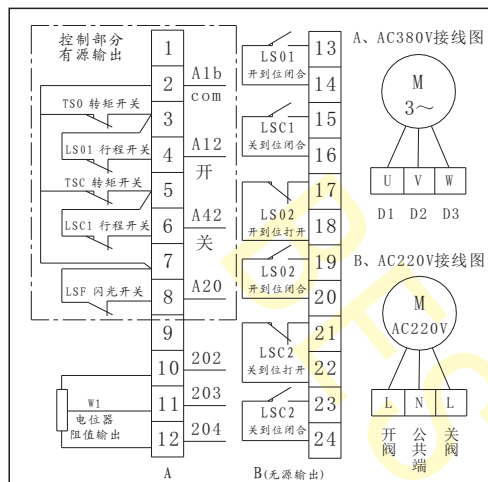 控制部分
有源输出
TSO 转矩开关
LSO1 行程开关
TSC 转矩开关
LSC1 行程开关
LSF 闪光开关
W1
电位器
阻值输出
1
2
3
4
5
6
7
8
9
10
11
12
A
A1b
com
A12
开
A42
关
A20
202
203
204
LSO1
开到位闭合
LSC1
关到位闭合
LSO2
开到位打开
LSO2
开到位闭合
LSC2
关到位打开
LSC2
关到位闭合
13
14
15
16
17
18
19
20
21
22
23
24
B(无源输出)
A、AC380V接线图
M
3～
U V W
D1 D2 D3
B、AC220V接线图
M
AC220V
L N L
开阀 公共端 关阀
BFS